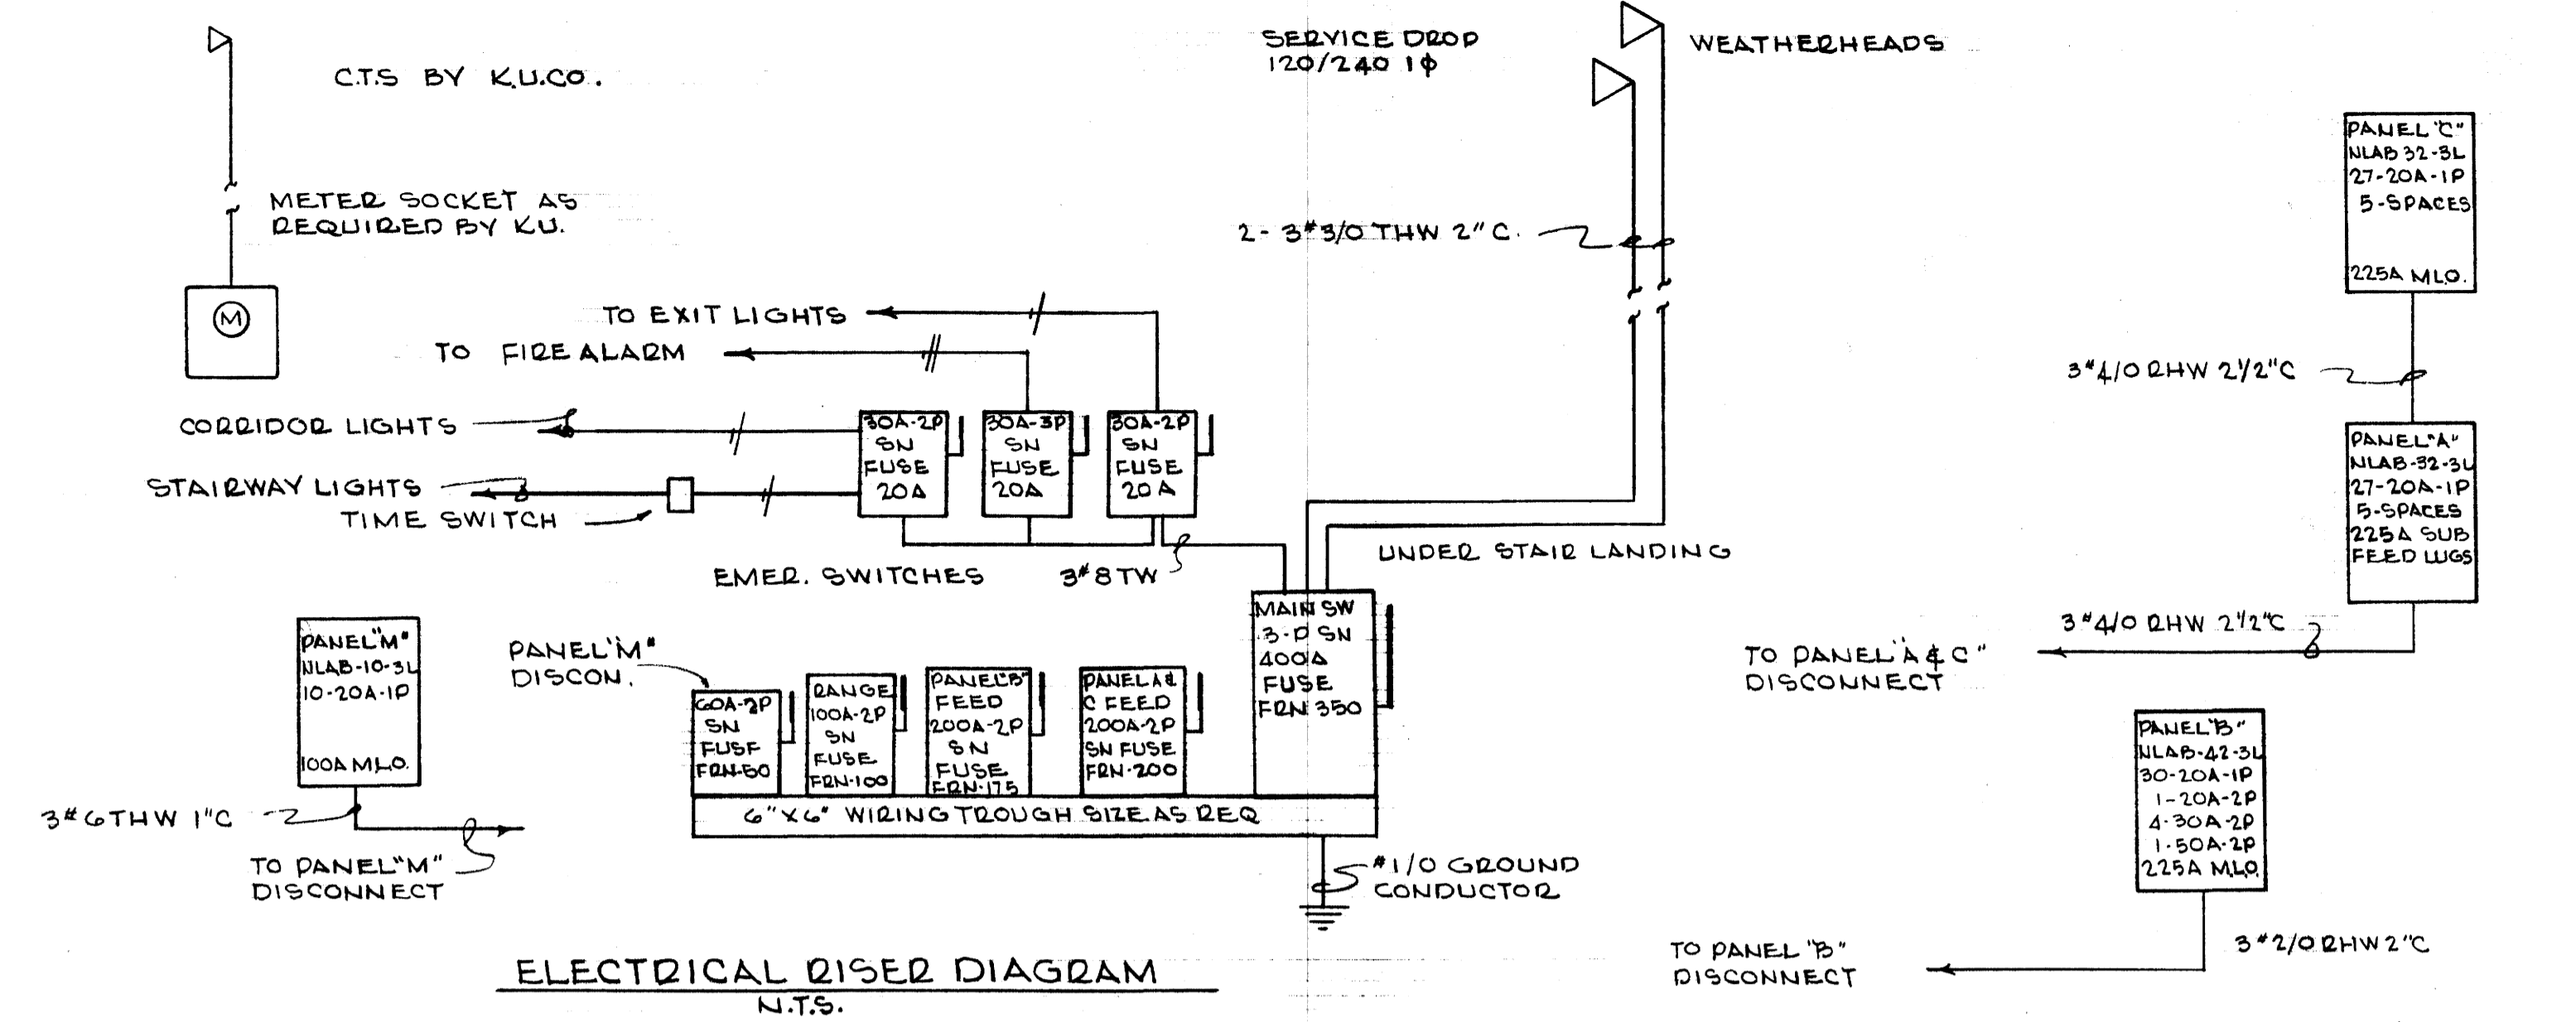 C.T.S BY K.U.CO.
METER SOCKET AS
REQUIRED BY KU.
M
SERVICE DROP
120/240 1φ
WEATHERHEADS
2- 3#3/0 THW 2"C.
TO EXIT LIGHTS
TO FIRE ALARM
CORRIDOR LIGHTS
STAIRWAY LIGHTS
TIME SWITCH
30A-2P
SN
FUSE
20A
30A-3P
SN
FUSE
20A
30A-2P
SN
FUSE
20A
EMER. SWITCHES
3#8TW
UNDER STAIR LANDING
PANEL "C"
NLAB 32-3L
27-20A-1P
5-SPACES
225A MLO.
3#4/0 RHW 2½"C
PANEL "A"
NLAB-32-3L
27-20A-1P
5-SPACES
225A SUB
FEED LUGS
3#4/0 RHW 2½"C
TO PANEL "A & C"
DISCONNECT
PANEL "M"
NLAB-10-3L
10-20A-1P
100A M.L.O.
3#6THW 1"C
TO PANEL "M"
DISCONNECT
PANEL "M"
DISCON.
60A-2P
SN
FUSE
FRN-60
RANGE
100A-2P
SN
FUSE
FRN-100
PANEL "B"
FEED
200A-2P
SN
FUSE
FRN-175
PANEL A &
C FEED
200A-2P
SN FUSE
FRN-200
MAIN SW
3-P SN
400A
FUSE
FRN 350
6"X6" WIRING TROUGH SIZE AS REQ
#1/0 GROUND
CONDUCTOR
PANEL "B"
NLAB-42-3L
30-20A-1P
1-20A-2P
4-30A-2P
1-50A-2P
225A M.L.O.
TO PANEL "B"
DISCONNECT
3#2/0 RHW 2"C
ELECTRICAL RISER DIAGRAM
N.T.S.